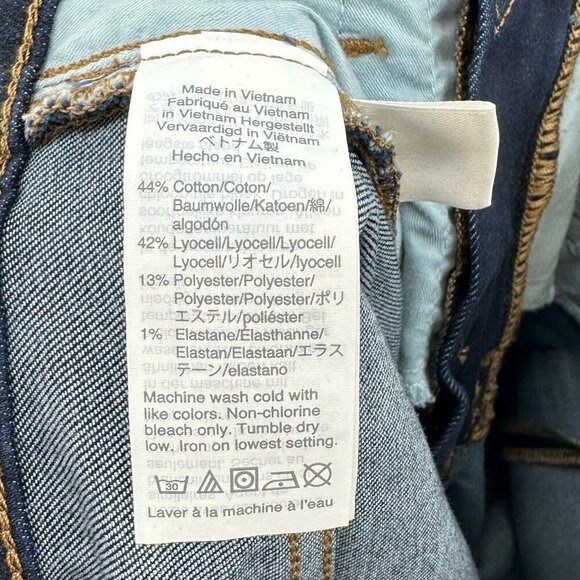 Made in Vietnam
Fabriqué au Viêtnam
in Vietnam Hergestellt
Vervaardigd in Viëtnam
ベトナム製
Hecho en Vietnam
44% Cotton/Coton/
Baumwolle/Katoen/綿/
algodón
42% Lyocell/Lyocell/Lyocell/
Lyocell/リオセル/lyocell
13% Polyester/Polyester/
Polyester/Polyester/ポリ
エステル/poliéster
1% Elastane/Élasthanne/
Elastan/Elastaan/エラス
テーン/elastano
Machine wash cold with
like colors. Non-chlorine
bleach only. Tumble dry
low. Iron on lowest setting.
30
Laver à la machine à l'eau